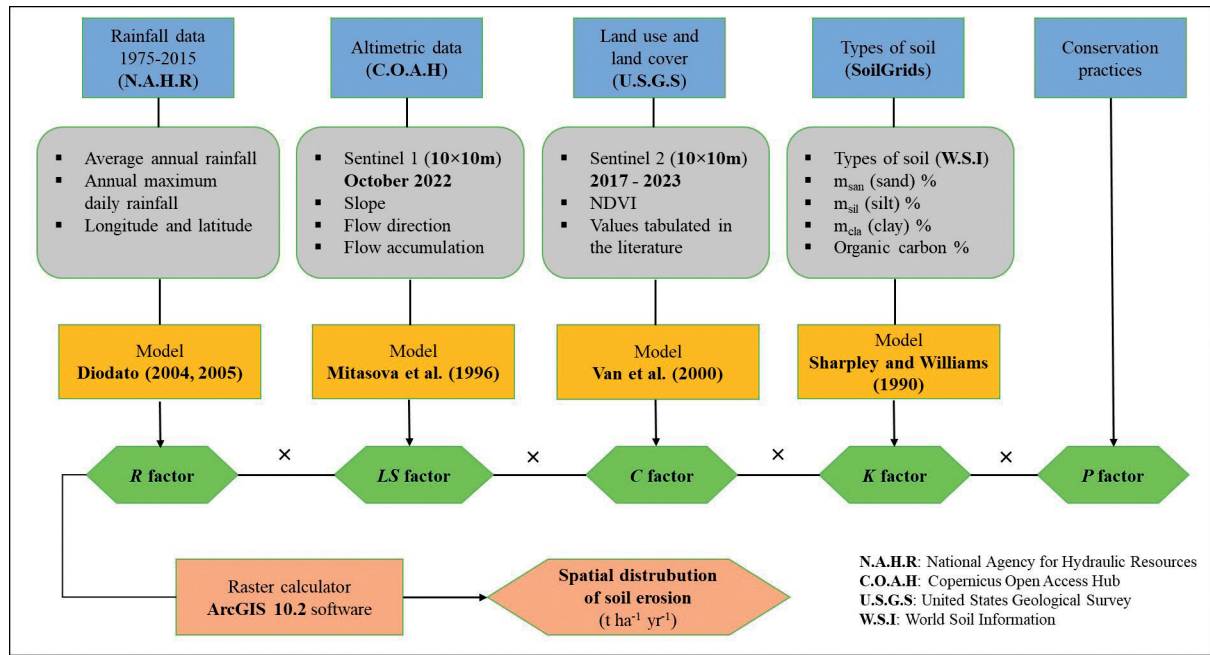 Rainfall data
1975-2015
(N.A.H.R)
Altimetric data
(C.O.A.H)
Land use and
land cover
(U.S.G.S)
Types of soil
(SoilGrids)
Conservation
practices
▪ Average annual rainfall
▪ Annual maximum
daily rainfall
▪ Longitude and latitude
▪ Sentinel 1 (10×10m)
October 2022
▪ Slope
▪ Flow direction
▪ Flow accumulation
▪ Sentinel 2 (10×10m)
2017 - 2023
▪ NDVI
▪ Values tabulated in
the literature
▪ Types of soil (W.S.I)
▪ m_san (sand) %
▪ m_sil (silt) %
▪ m_cla (clay) %
▪ Organic carbon %
Model
Diodato (2004, 2005)
Model
Mitasova et al. (1996)
Model
Van et al. (2000)
Model
Sharpley and Williams
(1990)
R factor
×
LS factor
×
C factor
×
K factor
×
P factor
Raster calculator
ArcGIS 10.2 software
Spatial distrubution
of soil erosion
(t ha⁻¹ yr⁻¹)
N.A.H.R: National Agency for Hydraulic Resources
C.O.A.H: Copernicus Open Access Hub
U.S.G.S: United States Geological Survey
W.S.I: World Soil Information